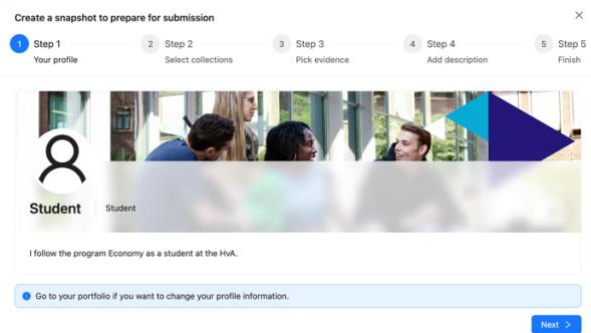 Create a snapshot to prepare for submission
1 Step 1
Your profile
2 Step 2
Select collections
3 Step 3
Pick evidence
4 Step 4
Add description
5 Step 5
Finish
Student Student
I follow the program Economy as a student at the HvA.
Go to your portfolio if you want to change your profile information.
Next >